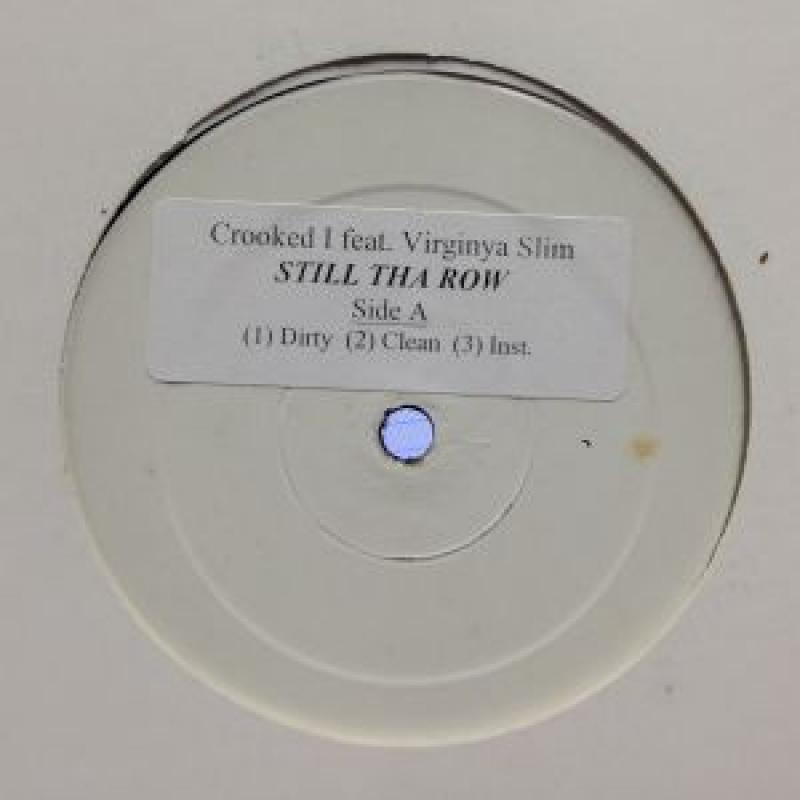 Crooked I feat. Virginya Slim
STILL THA ROW
Side A
(1) Dirty (2) Clean (3) Inst.